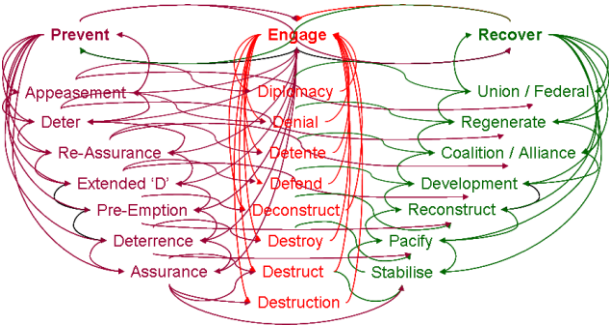 Prevent Engage Recover
Appeasement Diplomacy Union / Federal
Deter Denial Regenerate
Re-Assurance Detente Coalition / Alliance
Extended 'D' Defend Development
Pre-Emption Deconstruct Reconstruct
Deterrence Destroy Pacify
Assurance Destruct Stabilise
Destruction